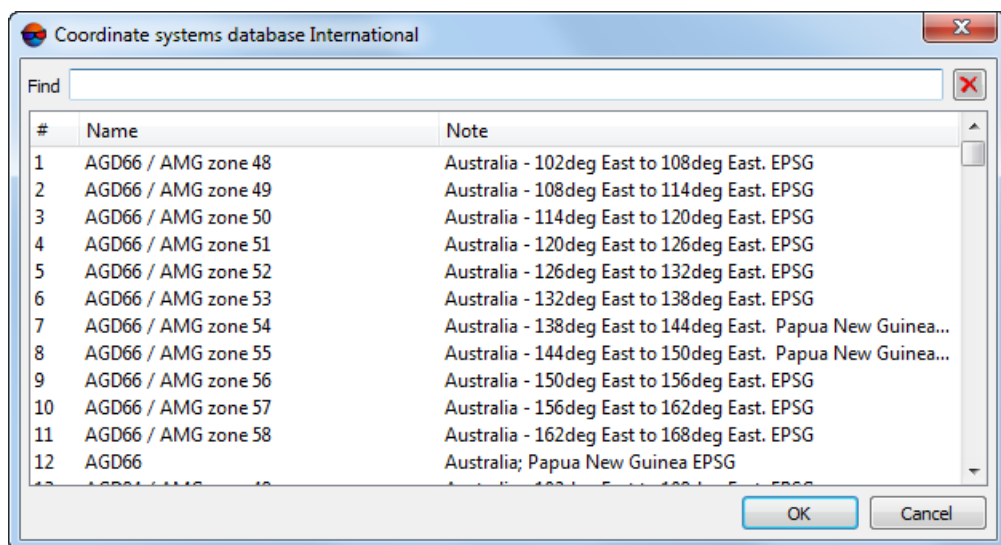 Coordinate systems database International
Find
# Name Note
1 AGD66 / AMG zone 48 Australia - 102deg East to 108deg East. EPSG
2 AGD66 / AMG zone 49 Australia - 108deg East to 114deg East. EPSG
3 AGD66 / AMG zone 50 Australia - 114deg East to 120deg East. EPSG
4 AGD66 / AMG zone 51 Australia - 120deg East to 126deg East. EPSG
5 AGD66 / AMG zone 52 Australia - 126deg East to 132deg East. EPSG
6 AGD66 / AMG zone 53 Australia - 132deg East to 138deg East. EPSG
7 AGD66 / AMG zone 54 Australia - 138deg East to 144deg East.  Papua New Guinea...
8 AGD66 / AMG zone 55 Australia - 144deg East to 150deg East.  Papua New Guinea...
9 AGD66 / AMG zone 56 Australia - 150deg East to 156deg East. EPSG
10 AGD66 / AMG zone 57 Australia - 156deg East to 162deg East. EPSG
11 AGD66 / AMG zone 58 Australia - 162deg East to 168deg East. EPSG
12 AGD66 Australia; Papua New Guinea EPSG
OK Cancel